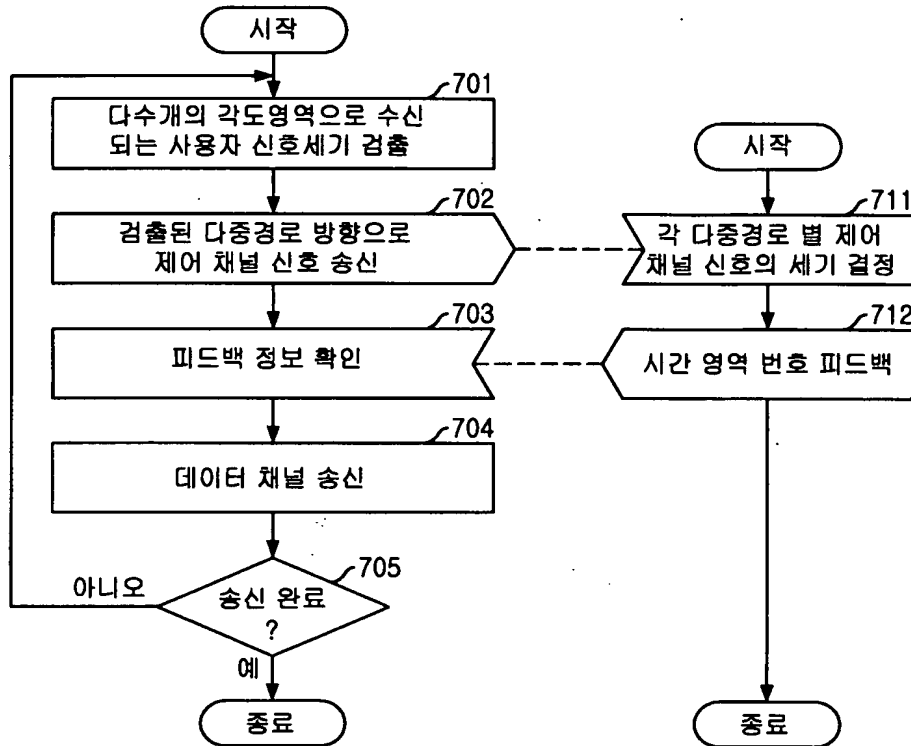 시작
701
다수개의 각도영역으로 수신
되는 사용자 신호세기 검출
702
검출된 다중경로 방향으로
제어 채널 신호 송신
703
피드백 정보 확인
704
데이터 채널 송신
705
송신 완료
?
아니오
예
종료
시작
711
각 다중경로 별 제어
채널 신호의 세기 결정
712
시간 영역 번호 피드백
종료